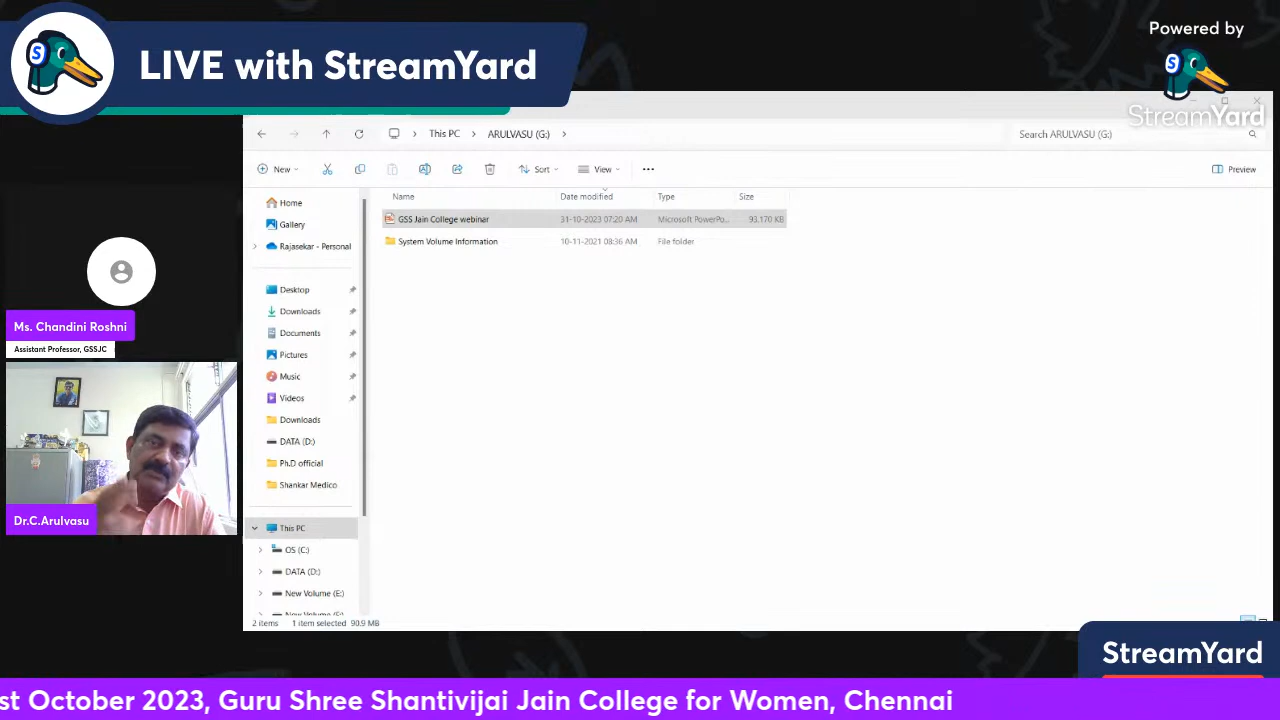 LIVE with StreamYard
Powered by
StreamYard
This PC
ARULVASU (G:)
Search ARULVASU (G:)
New
Sort
View
Preview
Name
Date modified
Type
Size
GSS Jain College webinar
31-10-2023 07:20 AM
Microsoft PowerPo...
93,170 KB
System Volume Information
10-11-2021 08:36 AM
File folder
Home
Gallery
Rajasekar - Personal
Desktop
Downloads
Documents
Pictures
Music
Videos
Downloads
DATA (D:)
Ph.D official
Shankar Medico
This PC
OS (C:)
DATA (D:)
New Volume (E:)
2 items
1 item selected 90.9 MB
Ms. Chandini Roshni
Assistant Professor, GSSJC
Dr.C.Arulvasu
StreamYard
st October 2023, Guru Shree Shantivijai Jain College for Women, Chennai